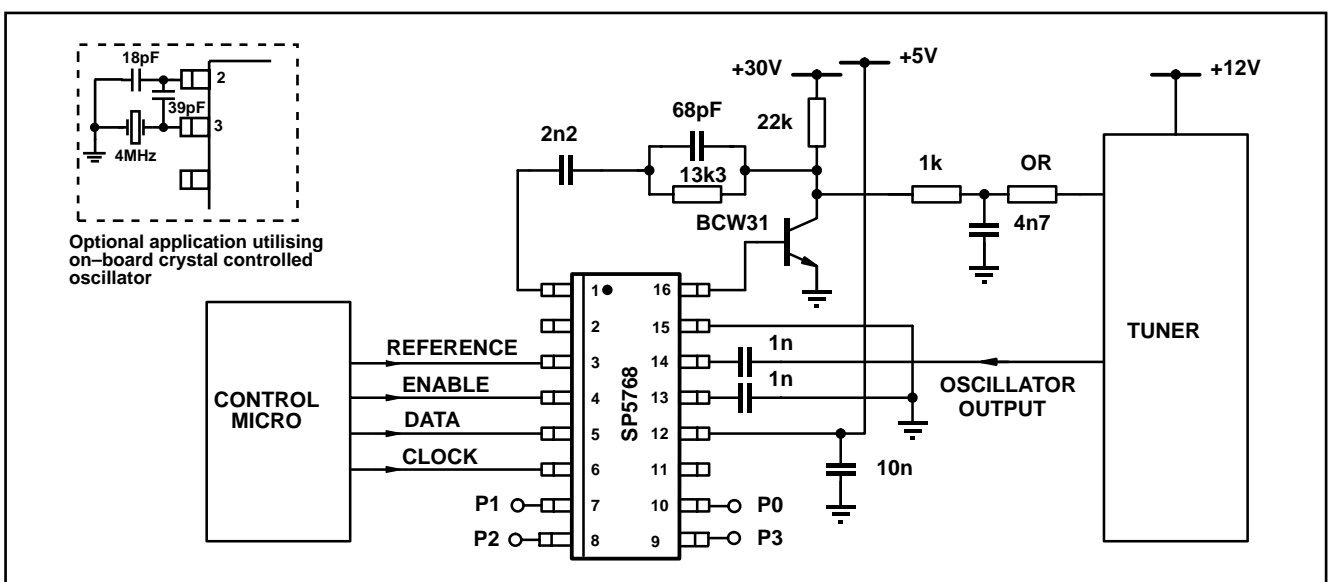 18pF
2
39pF
3
4MHz
Optional application utilising
on–board crystal controlled
oscillator
+30V
+5V
+12V
68pF
22k
2n2
13k3
1k
OR
BCW31
4n7
CONTROL
MICRO
REFERENCE
ENABLE
DATA
CLOCK
P1
P2
1
2
3
4
5
6
7
8
SP5768
16
15
14
13
12
11
10
9
1n
1n
OSCILLATOR
OUTPUT
10n
P0
P3
TUNER